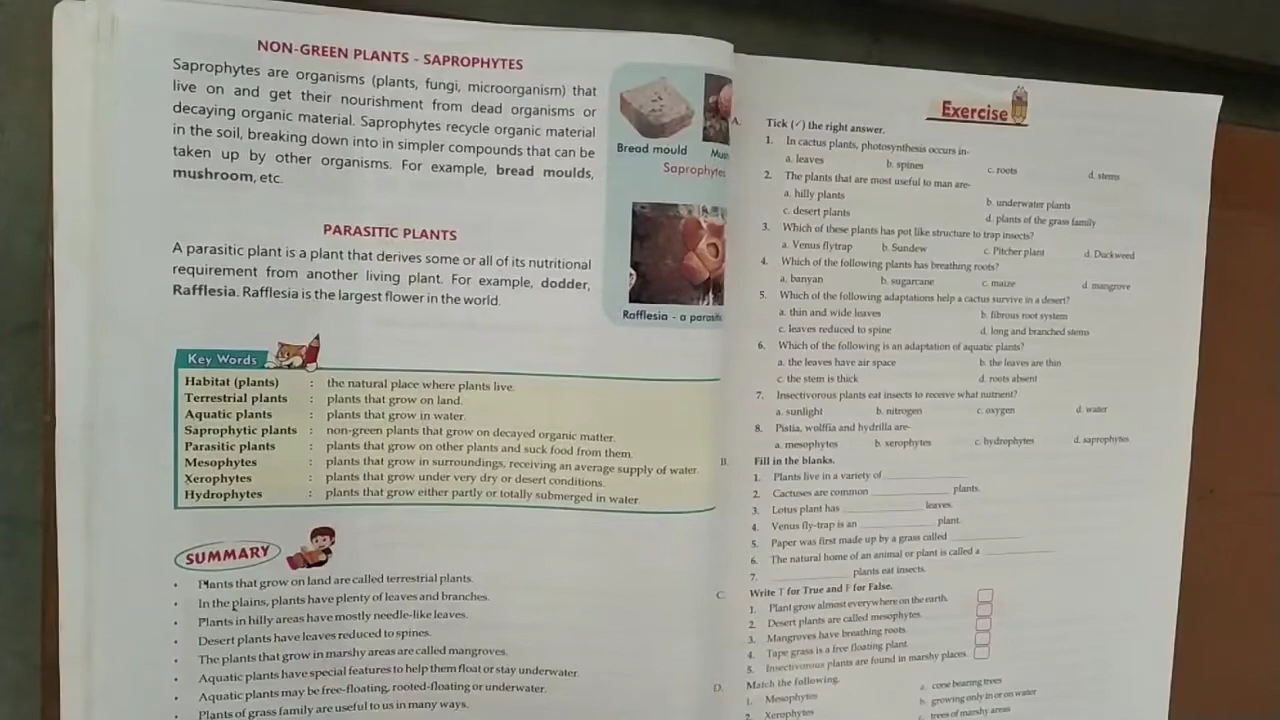 NON-GREEN PLANTS - SAPROPHYTES
Saprophytes are organisms (plants, fungi, microorganism) that
live on and get their nourishment from dead organisms or
decaying organic material. Saprophytes recycle organic material
in the soil, breaking down into in simpler compounds that can be
taken up by other organisms. For example, bread moulds,
mushroom, etc.
Bread mould
Saprophytes
PARASITIC PLANTS
A parasitic plant is a plant that derives some or all of its nutritional
requirement from another living plant. For example, dodder,
Rafflesia. Rafflesia is the largest flower in the world.
Rafflesia - a
Key Words
Habitat (plants) : the natural place where plants live.
Terrestrial plants : plants that grow on land.
Aquatic plants : plants that grow in water.
Saprophytic plants : non-green plants that grow on decayed organic matter.
Parasitic plants : plants that grow on other plants and suck food from them.
Mesophytes : plants that grow in surroundings, receiving an average supply of water.
Xerophytes : plants that grow under very dry or desert conditions.
Hydrophytes : plants that grow either partly or totally submerged in water.
SUMMARY
• Plants that grow on land are called terrestrial plants.
• In the plains, plants have plenty of leaves and branches.
• Plants in hilly areas have mostly needle-like leaves.
• Desert plants have leaves reduced to spines.
• The plants that grow in marshy areas are called mangroves.
• Aquatic plants have special features to help them float or stay underwater.
• Aquatic plants may be free-floating, rooted-floating or underwater.
• Plants of grass family are useful to us in many ways.
Exercise
A. Tick (✓) the right answer.
1. In cactus plants, photosynthesis occurs in-
a. leaves b. spines c. roots d. stems
2. The plants that are most useful to man are-
a. hilly plants b. underwater plants
c. desert plants d. plants of the grass family
3. Which of these plants has pot like structure to trap insects?
a. Venus flytrap b. Sundew c. Pitcher plant d. Duckweed
4. Which of the following plants has breathing roots?
a. banyan b. sugarcane c. maize d. mangrove
5. Which of the following adaptations help a cactus survive in a desert?
a. thin and wide leaves b. fibrous root system
c. leaves reduced to spine d. long and branched stems
6. Which of the following is an adaptation of aquatic plants?
a. the leaves have air space b. the leaves are thin
c. the stem is thick d. roots absent
7. Insectivorous plants eat insects to receive what nutrient?
a. sunlight b. nitrogen c. oxygen d. water
8. Pistia, wolffia and hydrilla are-
a. mesophytes b. xerophytes c. hydrophytes d. saprophytes
B. Fill in the blanks.
1. Plants live in a variety of ____________
2. Cactuses are common ____________ plants.
3. Lotus plant has ____________ leaves.
4. Venus fly-trap is an ____________ plant.
5. Paper was first made up by a grass called ____________
6. The natural home of an animal or plant is called a ____________
7. ____________ plants eat insects.
C. Write T for True and F for False.
1. Plant grow almost everywhere on the earth.
2. Desert plants are called mesophytes.
3. Mangroves have breathing roots.
4. Tape grass is a free floating plant.
5. Insectivorous plants are found in marshy places.
D. Match the following.
1. Mesophytes a. cone bearing trees
2. Xerophytes b. growing only in or on water
c. trees of marshy areas